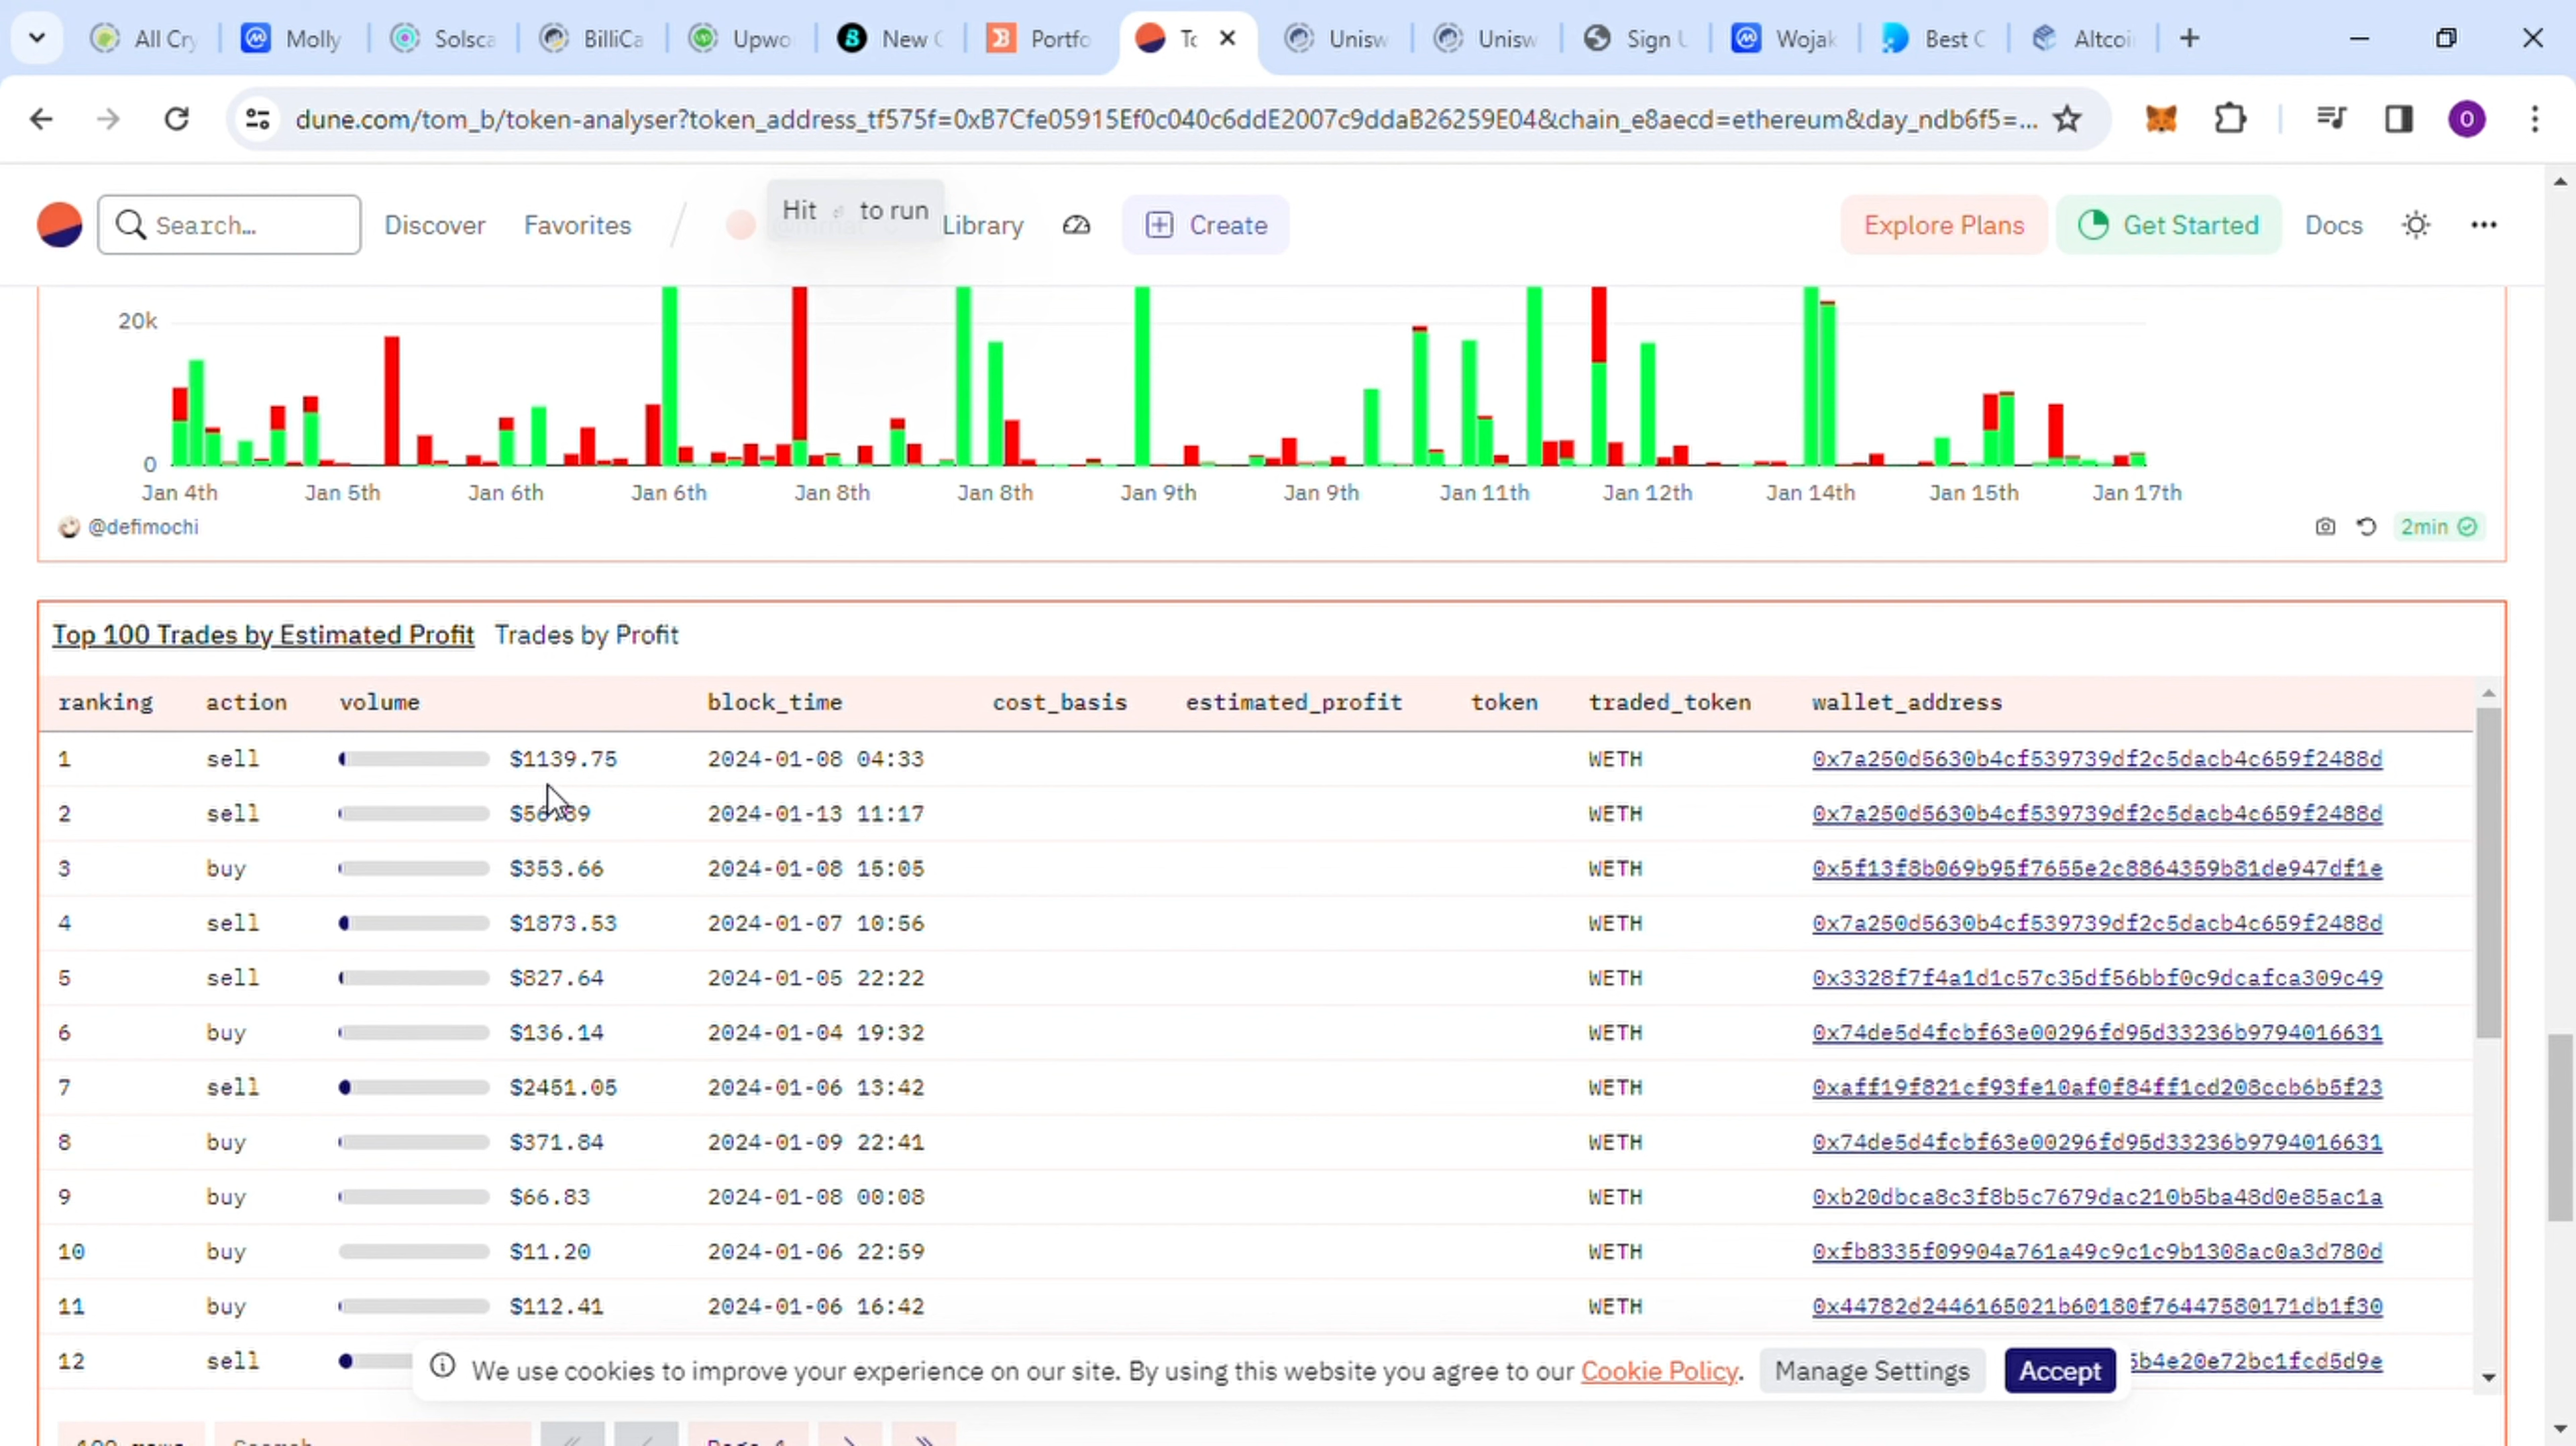 All Cry Molly Solsca BilliCa Upwo New C Portfo Tc Unisw Unisw Sign U Wojak Best C Altcoi
dune.com/tom_b/token-analyser?token_address_tf575f=0xB7Cfe05915Ef0c040c6ddE2007c9ddaB26259E04&chain_e8aecd=ethereum&day_ndb6f5=... O
Search... Discover Favorites / Hit to run Library Create Explore Plans Get Started Docs
20k
0
Jan 4th Jan 5th Jan 6th Jan 6th Jan 8th Jan 8th Jan 9th Jan 9th Jan 11th Jan 12th Jan 14th Jan 15th Jan 17th
@defimochi 2min
Top 100 Trades by Estimated Profit Trades by Profit
ranking action volume block_time cost_basis estimated_profit token traded_token wallet_address
1 sell $1139.75 2024-01-08 04:33 WETH 0x7a250d5630b4cf539739df2c5dacb4c659f2488d
2 sell 2024-01-13 11:17 WETH 0x7a250d5630b4cf539739df2c5dacb4c659f2488d
3 buy $353.66 2024-01-08 15:05 WETH 0x5f13f8b069b95f7655e2c8864359b81de947df1e
4 sell $1873.53 2024-01-07 10:56 WETH 0x7a250d5630b4cf539739df2c5dacb4c659f2488d
5 sell $827.64 2024-01-05 22:22 WETH 0x3328f7f4a1d1c57c35df56bbf0c9dcafca309c49
6 buy $136.14 2024-01-04 19:32 WETH 0x74de5d4fcbf63e00296fd95d33236b9794016631
7 sell $2451.05 2024-01-06 13:42 WETH 0xaff19f821cf93fe10af0f84ff1cd208ccb6b5f23
8 buy $371.84 2024-01-09 22:41 WETH 0x74de5d4fcbf63e00296fd95d33236b9794016631
9 buy $66.83 2024-01-08 00:08 WETH 0xb20dbca8c3f8b5c7679dac210b5ba48d0e85ac1a
10 buy $11.20 2024-01-06 22:59 WETH 0xfb8335f09904a761a49c9c1c9b1308ac0a3d780d
11 buy $112.41 2024-01-06 16:42 WETH 0x44782d2446165021b60180f76447580171db1f30
12 sell 5b4e20e72bc1fcd5d9e
We use cookies to improve your experience on our site. By using this website you agree to our Cookie Policy. Manage Settings Accept